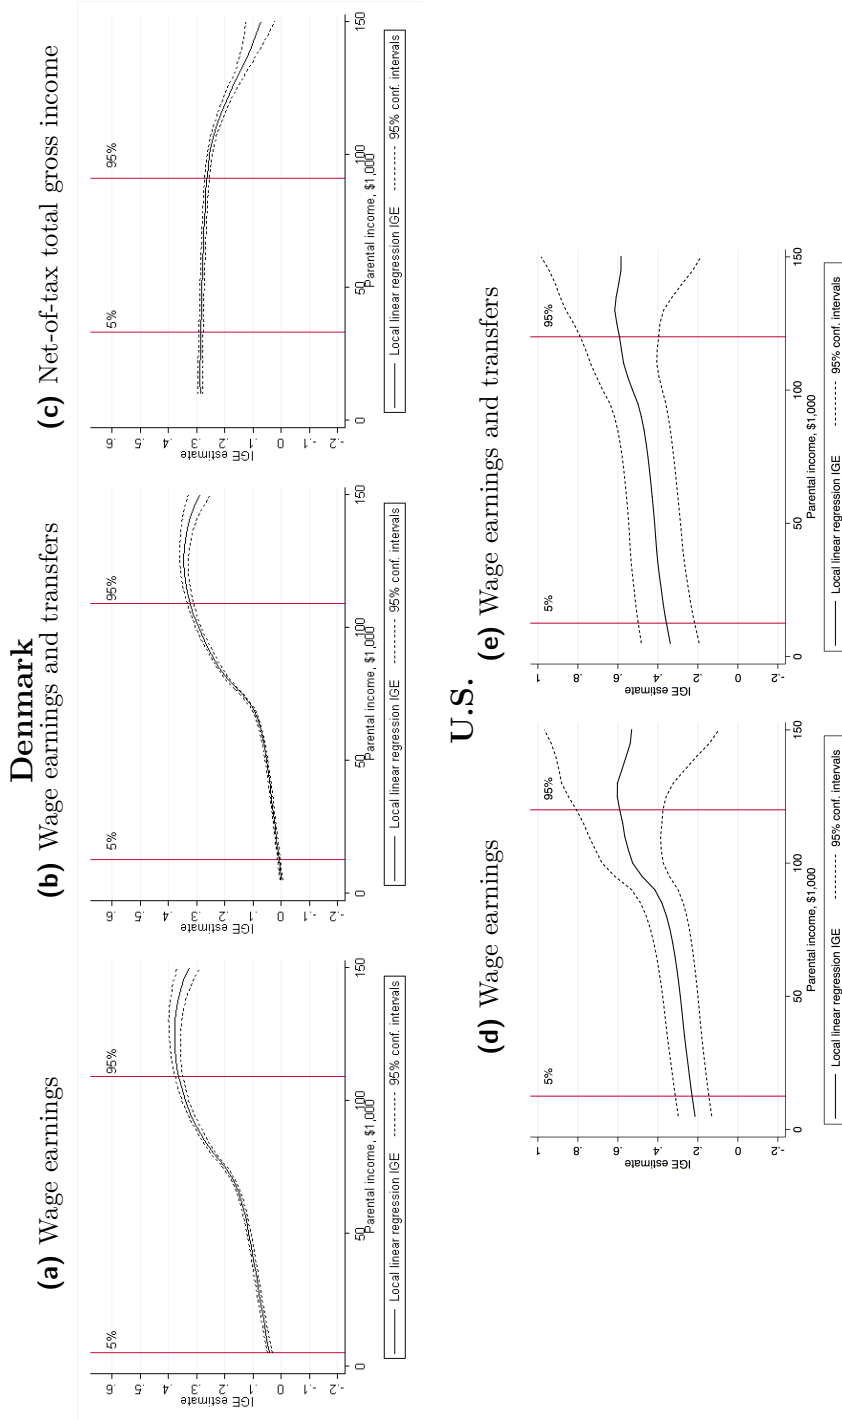 Denmark
(a) Wage earnings
5%
95%
IGE estimate
.6
.5
.4
.3
.2
.1
0
-.1
-.2
0
50
100
150
Parental income, $1,000
Local linear regression IGE
95% conf. intervals
(b) Wage earnings and transfers
5%
95%
IGE estimate
.6
.5
.4
.3
.2
.1
0
-.1
-.2
0
50
100
150
Parental income, $1,000
Local linear regression IGE
95% conf. intervals
(c) Net-of-tax total gross income
5%
95%
IGE estimate
.6
.5
.4
.3
.2
.1
0
-.1
-.2
0
50
100
150
Parental income, $1,000
Local linear regression IGE
95% conf. intervals
U.S.
(d) Wage earnings
5%
95%
IGE estimate
1
.8
.6
.4
.2
0
-.2
0
50
100
150
Parental income, $1,000
Local linear regression IGE
95% conf. intervals
(e) Wage earnings and transfers
5%
95%
IGE estimate
1
.8
.6
.4
.2
0
-.2
0
50
100
150
Parental income, $1,000
Local linear regression IGE
95% conf. intervals